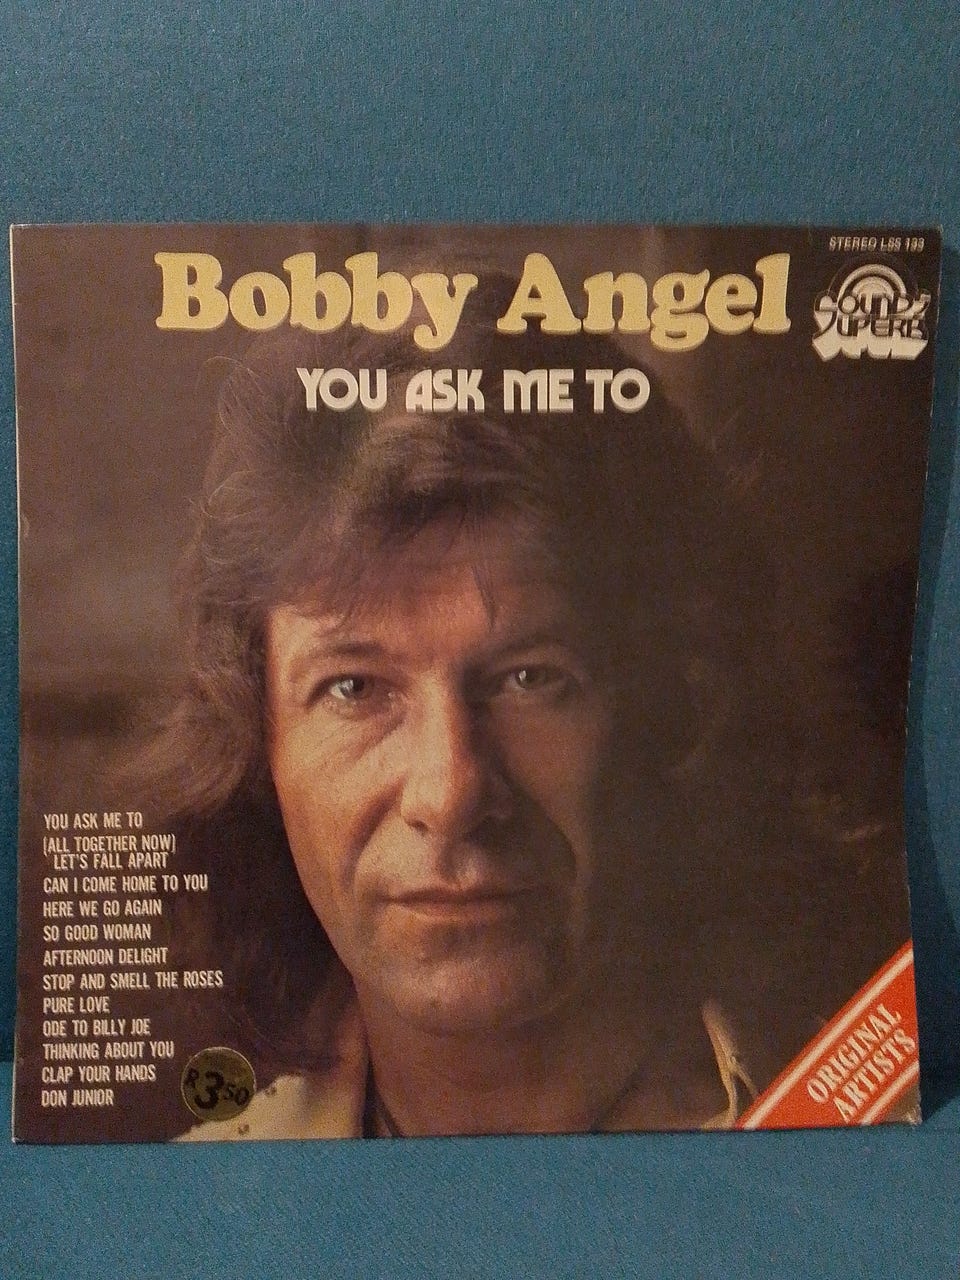 STEREO LSS 133
Bobby Angel
SOUNDS
SUPERB
YOU ASK ME TO
YOU ASK ME TO
(ALL TOGETHER NOW)
LET'S FALL APART
CAN I COME HOME TO YOU
HERE WE GO AGAIN
SO GOOD WOMAN
AFTERNOON DELIGHT
STOP AND SMELL THE ROSES
PURE LOVE
ODE TO BILLY JOE
THINKING ABOUT YOU
CLAP YOUR HANDS
DON JUNIOR
R3.50
ORIGINAL
ARTISTS